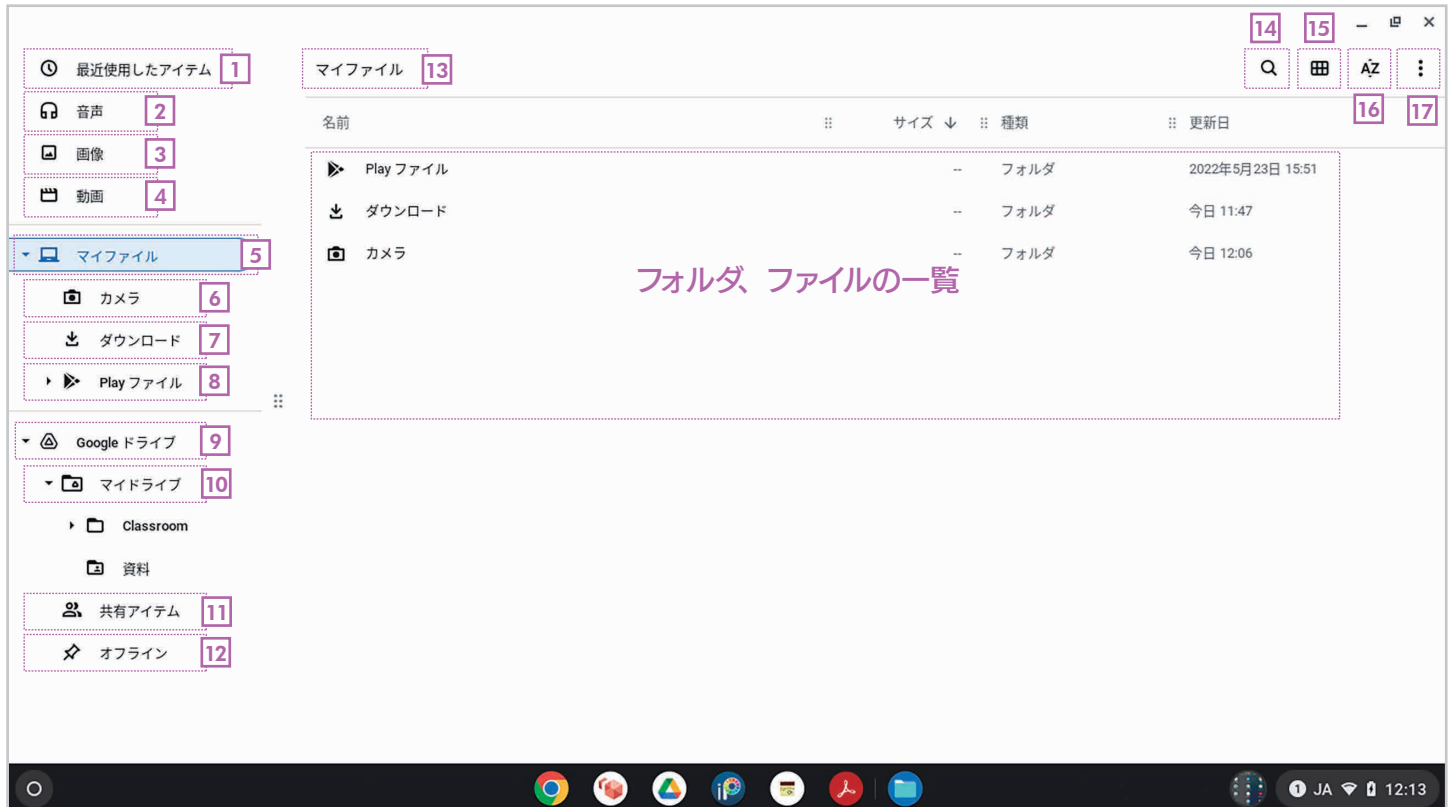 14 15
最近使用したアイテム 1
マイファイル 13
AZ
16 17
音声 2
名前 サイズ 種類 更新日
画像 3
Play ファイル -- フォルダ 2022年5月23日 15:51
動画 4
ダウンロード -- フォルダ 今日 11:47
マイファイル 5
カメラ -- フォルダ 今日 12:06
フォルダ、ファイルの一覧
カメラ 6
ダウンロード 7
Play ファイル 8
Google ドライブ 9
マイドライブ 10
Classroom
資料
共有アイテム 11
オフライン 12
iP
1 JA 12:13